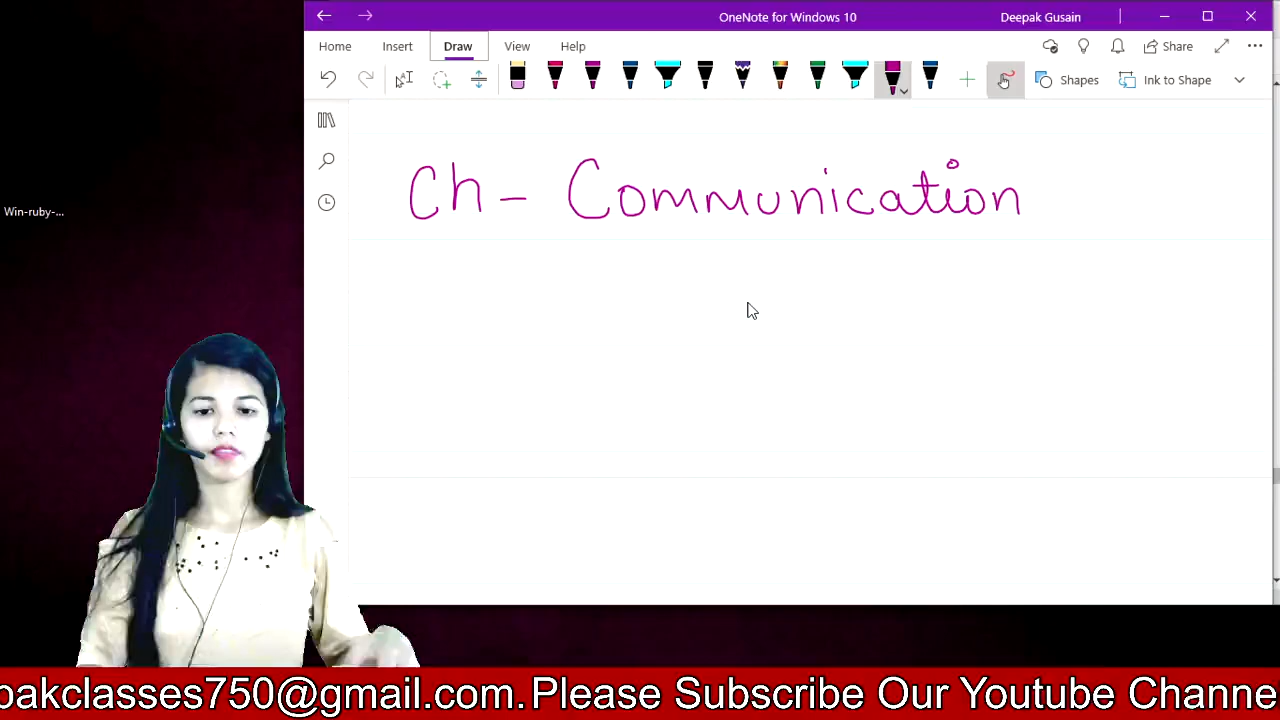 OneNote for Windows 10
Deepak Gusain
Home Insert Draw View Help
Share
Shapes
Ink to Shape
Ch - Communication
Win-ruby-...
pakclasses750@gmail.com. Please Subscribe Our Youtube Channe